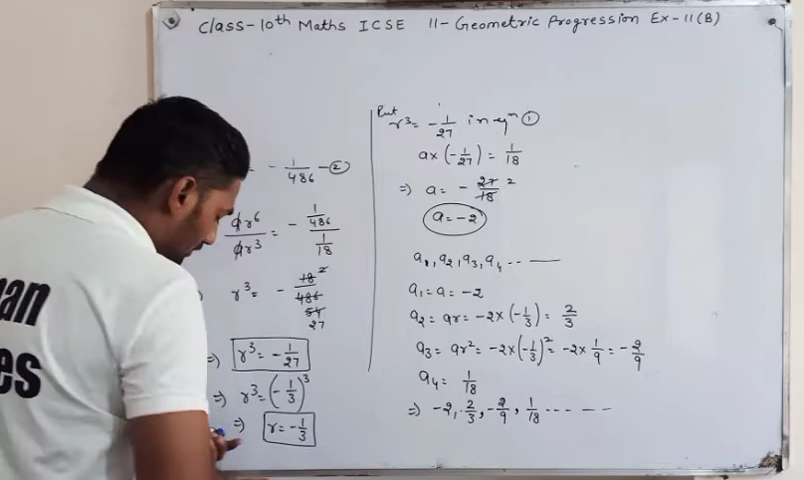 Class-10th Maths ICSE 11-Geometric Progression Ex-11(B)
= - 1/486 -②
ar⁶/ar³ = - (1/486)/(1/18)
r³ = - 18 2/486 54 27
⇒) r³ = -1/27
⇒) r³ = (-1/3)³
⇒) r = -1/3
Put r³ = -1/27 in eqⁿ ①
a× (-1/27) = 1/18
⇒) a = - 27/18 2
a = -2
a₁, a₂, a₃, a₄ .. —
a₁ = a = -2
a₂ = ar = -2×(-1/3) = 2/3
a₃ = ar² = -2×(-1/3)² = -2× 1/9 = -2/9
a₄ = 1/18
⇒) -2, 2/3, -2/9, 1/18 --- - -
an
es